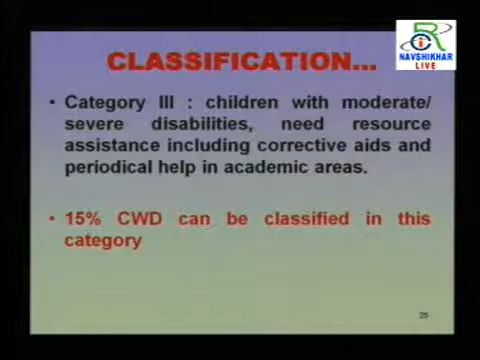 NAVSHIKHAR
LIVE
CLASSIFICATION...
• Category III : children with moderate/
severe disabilities, need resource
assistance including corrective aids and
periodical help in academic areas.
• 15% CWD can be classified in this
category
25